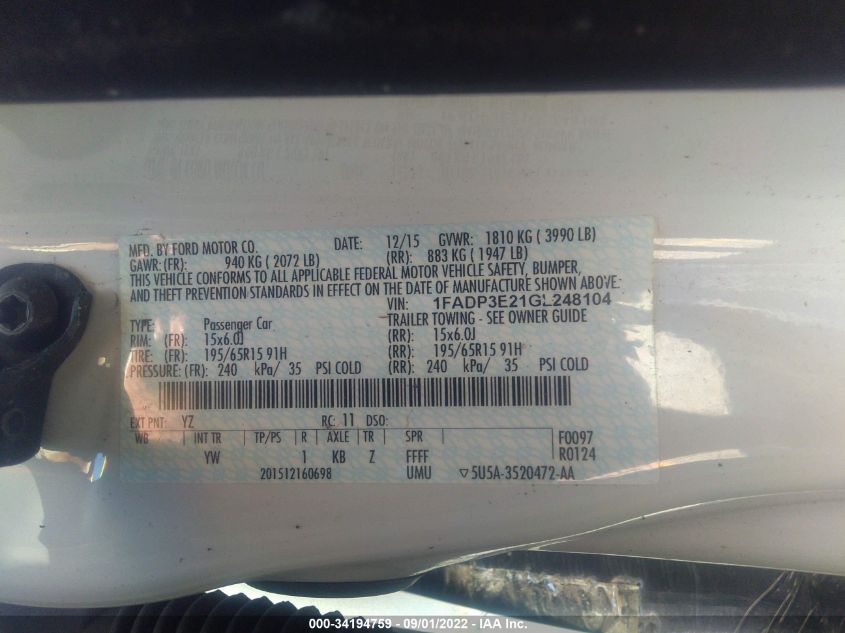 MFD. BY FORD MOTOR CO. DATE: 12/15 GVWR: 1810 KG ( 3990 LB)
GAWR: (FR): 940 KG ( 2072 LB) (RR): 883 KG ( 1947 LB)
THIS VEHICLE CONFORMS TO ALL APPLICABLE FEDERAL MOTOR VEHICLE SAFETY, BUMPER,
AND THEFT PREVENTION STANDARDS IN EFFECT ON THE DATE OF MANUFACTURE SHOWN ABOVE.
VIN: 1FADP3E21GL248104
TYPE: Passenger Car TRAILER TOWING - SEE OWNER GUIDE
RIM: (FR): 15x6.0J (RR): 15x6.0J
TIRE: (FR): 195/65R15 91H (RR): 195/65R15 91H
PRESSURE: (FR): 240 kPa/ 35 PSI COLD (RR): 240 kPa/ 35 PSI COLD
EXT PNT: YZ RC: 11 DSO:
WB INT TR TP/PS R AXLE TR SPR F0097
YW 1 KB Z FFFF R0124
201512160698 UMU ▽5U5A-3520472-AA
000-34194759 - 09/01/2022 - IAA Inc.